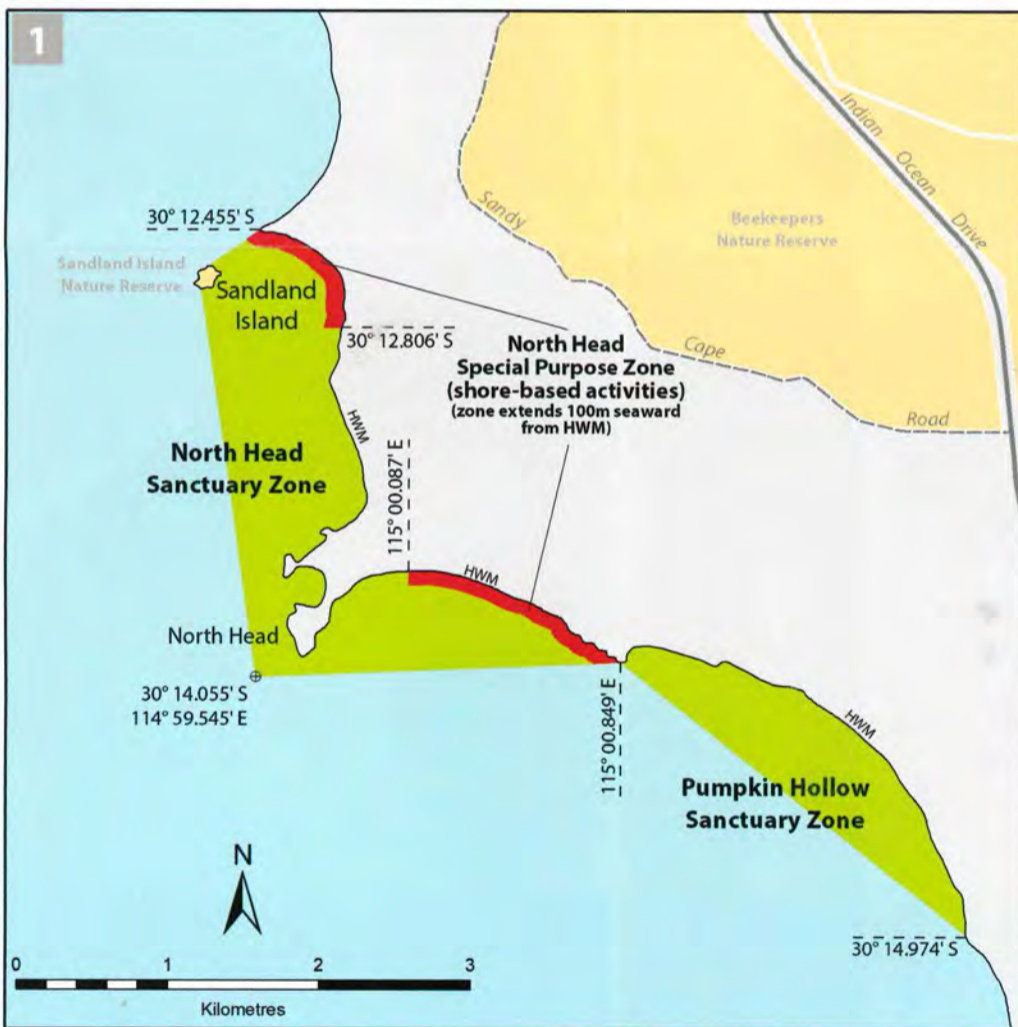 1
Indian
Ocean
Drive
Sandy
Cape
Road
Beekeepers
Nature Reserve
30° 12.455' S
Sandland Island
Nature Reserve
Sandland
Island
30° 12.806' S
North Head
Special Purpose Zone
(shore-based activities)
(zone extends 100m seaward
from HWM)
HWM
North Head
Sanctuary Zone
115° 00.087' E
HWM
North Head
30° 14.055' S
114° 59.545' E
115° 00.849' E
HWM
Pumpkin Hollow
Sanctuary Zone
30° 14.974' S
N
0 1 2 3
Kilometres